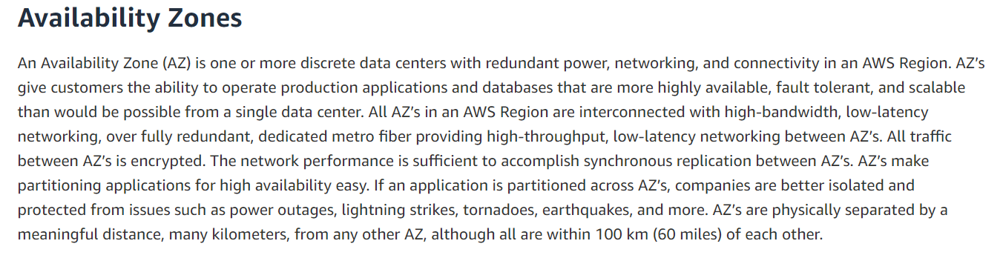 Availability Zones
An Availability Zone (AZ) is one or more discrete data centers with redundant power, networking, and connectivity in an AWS Region. AZ’s
give customers the ability to operate production applications and databases that are more highly available, fault tolerant, and scalable
than would be possible from a single data center. All AZ’s in an AWS Region are interconnected with high-bandwidth, low-latency
networking, over fully redundant, dedicated metro fiber providing high-throughput, low-latency networking between AZ’s. All traffic
between AZ’s is encrypted. The network performance is sufficient to accomplish synchronous replication between AZ’s. AZ’s make
partitioning applications for high availability easy. If an application is partitioned across AZ’s, companies are better isolated and
protected from issues such as power outages, lightning strikes, tornadoes, earthquakes, and more. AZ’s are physically separated by a
meaningful distance, many kilometers, from any other AZ, although all are within 100 km (60 miles) of each other.